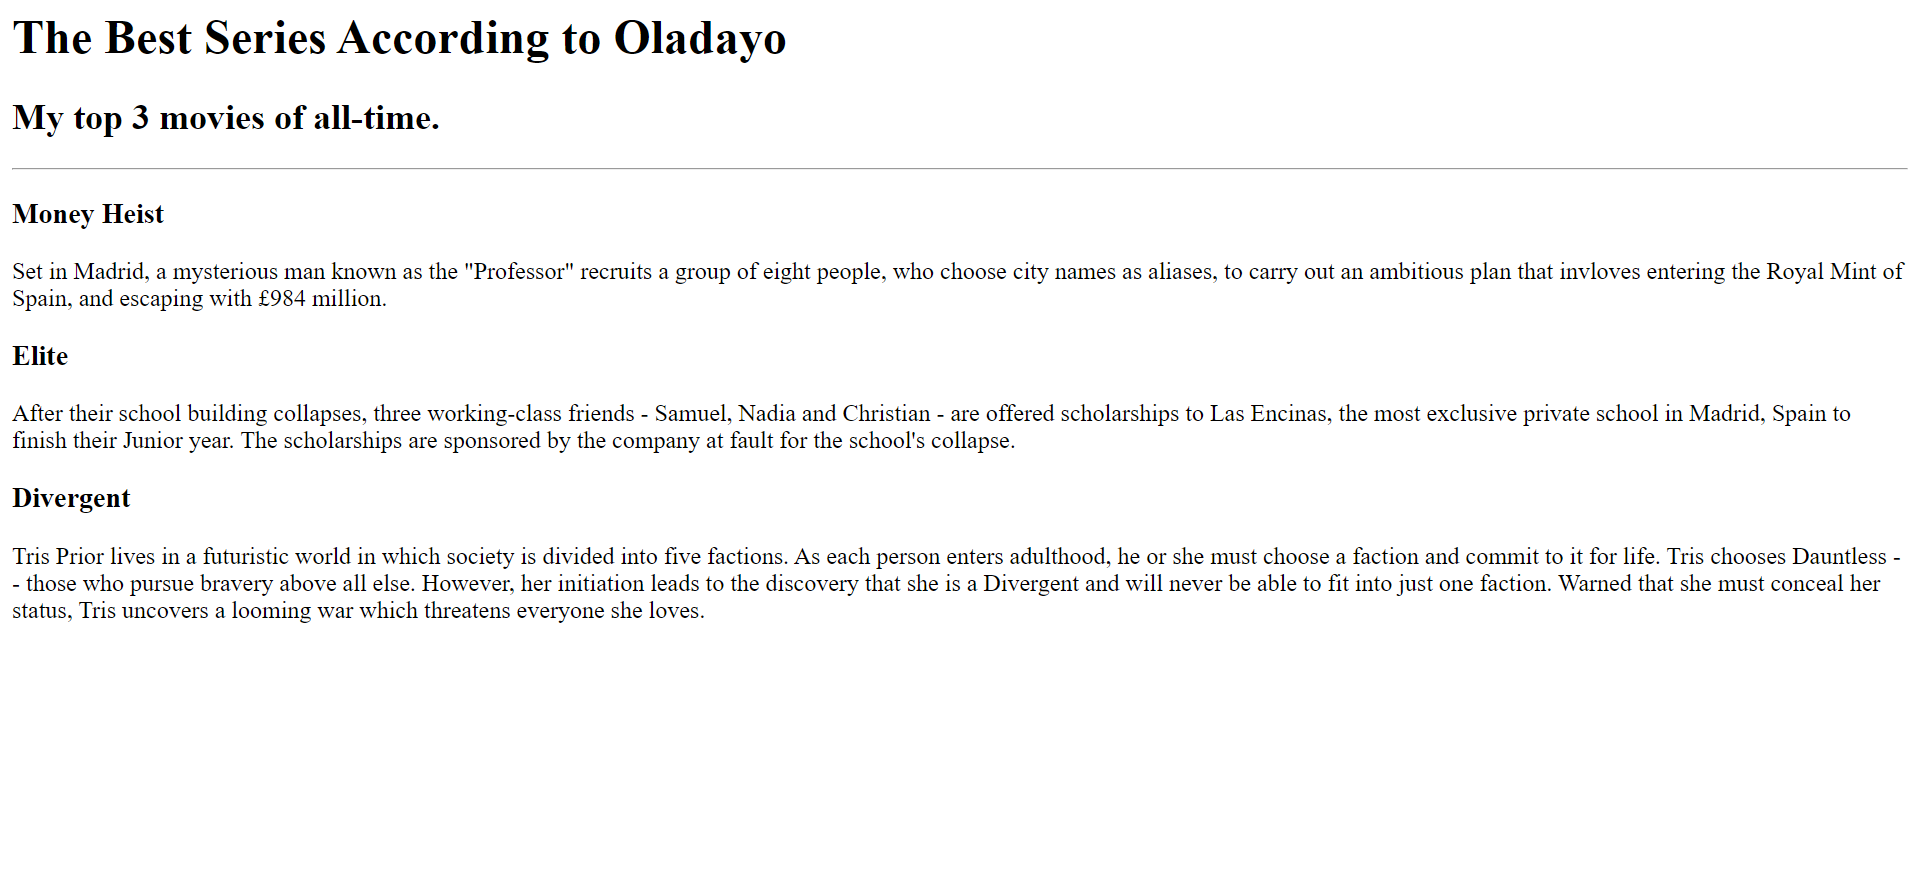 The Best Series According to Oladayo
My top 3 movies of all-time.
Money Heist
Set in Madrid, a mysterious man known as the "Professor" recruits a group of eight people, who choose city names as aliases, to carry out an ambitious plan that invloves entering the Royal Mint of
Spain, and escaping with £984 million.
Elite
After their school building collapses, three working-class friends - Samuel, Nadia and Christian - are offered scholarships to Las Encinas, the most exclusive private school in Madrid, Spain to
finish their Junior year. The scholarships are sponsored by the company at fault for the school's collapse.
Divergent
Tris Prior lives in a futuristic world in which society is divided into five factions. As each person enters adulthood, he or she must choose a faction and commit to it for life. Tris chooses Dauntless -
- those who pursue bravery above all else. However, her initiation leads to the discovery that she is a Divergent and will never be able to fit into just one faction. Warned that she must conceal her
status, Tris uncovers a looming war which threatens everyone she loves.